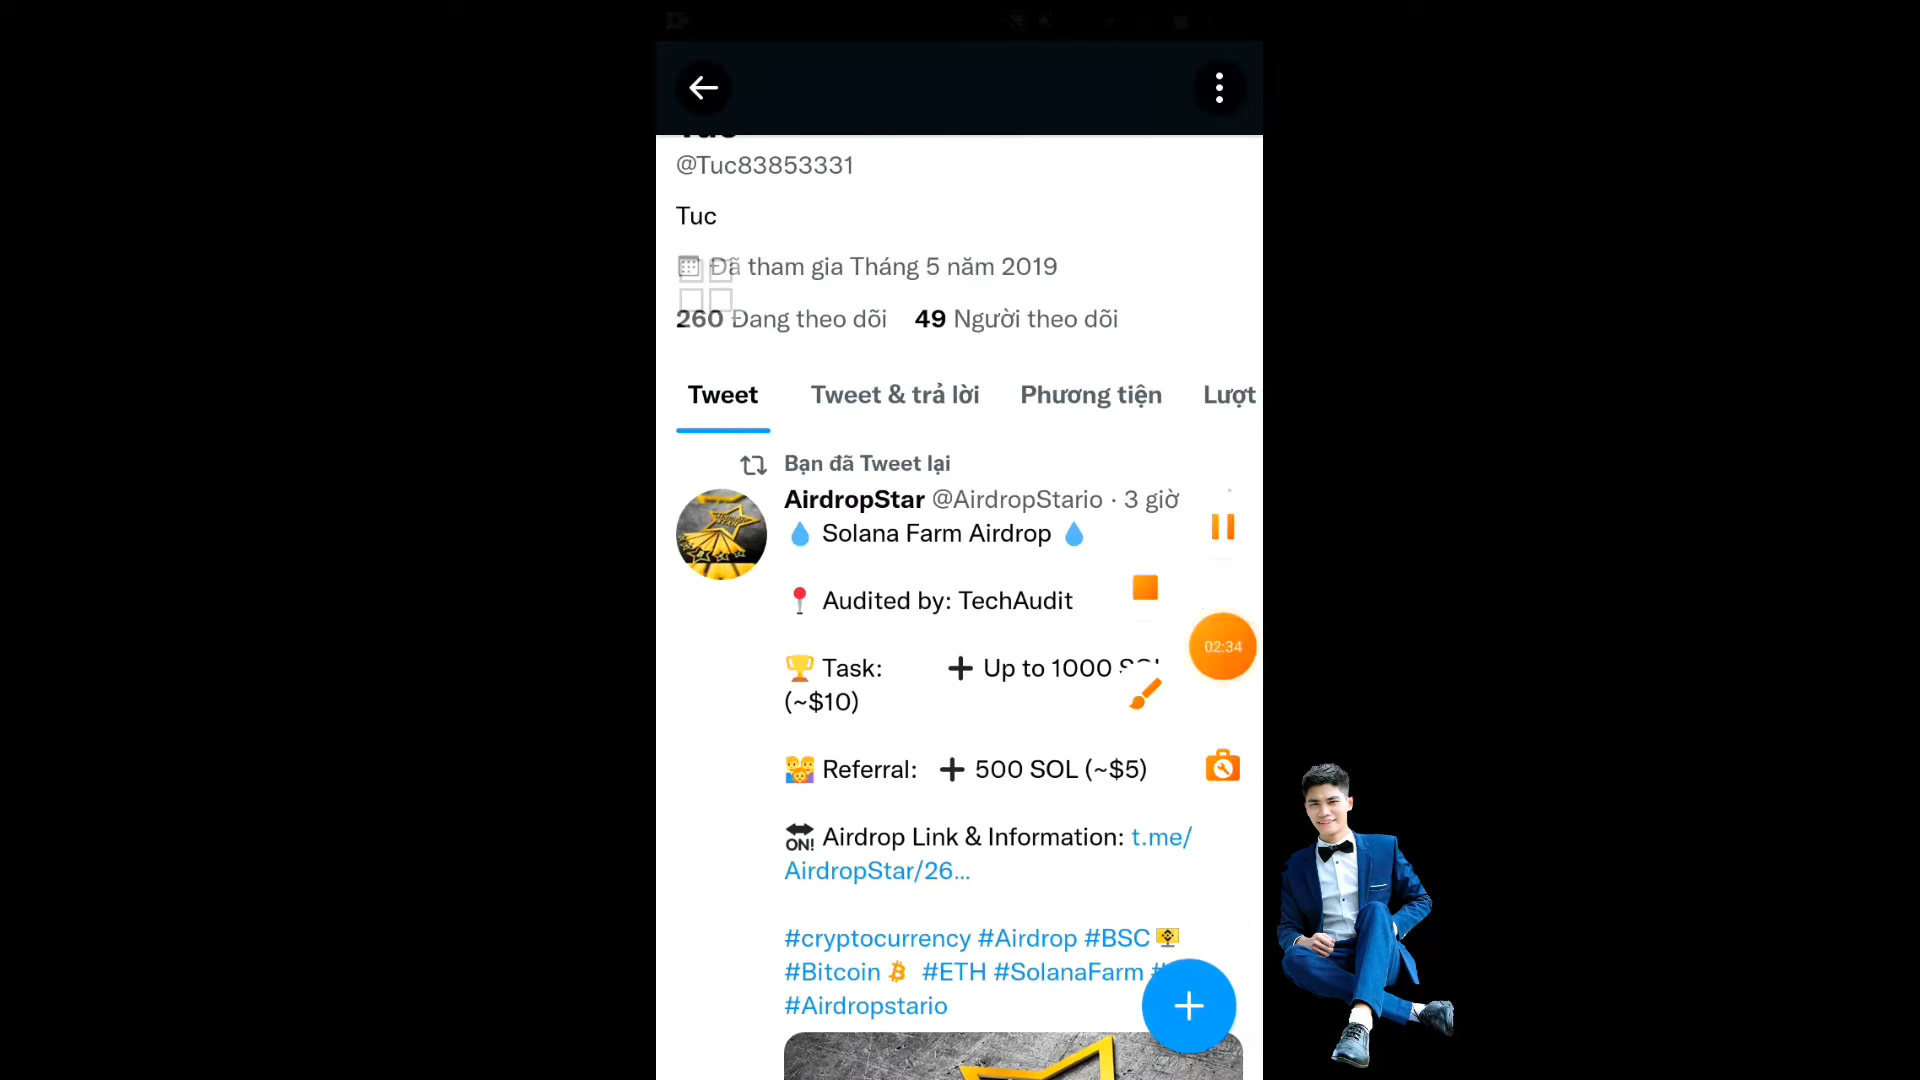 @Tuc83853331
Tuc
Đã tham gia Tháng 5 năm 2019
260 Đang theo dõi 49 Người theo dõi
Tweet Tweet & trả lời Phương tiện Lượt
Bạn đã Tweet lại
AirdropStar @AirdropStario · 3 giờ
Solana Farm Airdrop
Audited by: TechAudit
02:34
Task: ➕ Up to 1000
(~$10)
Referral: ➕ 500 SOL (~$5)
ON! Airdrop Link & Information: t.me/
AirdropStar/26...
#cryptocurrency #Airdrop #BSC
#Bitcoin #ETH #SolanaFarm #
#Airdropstario